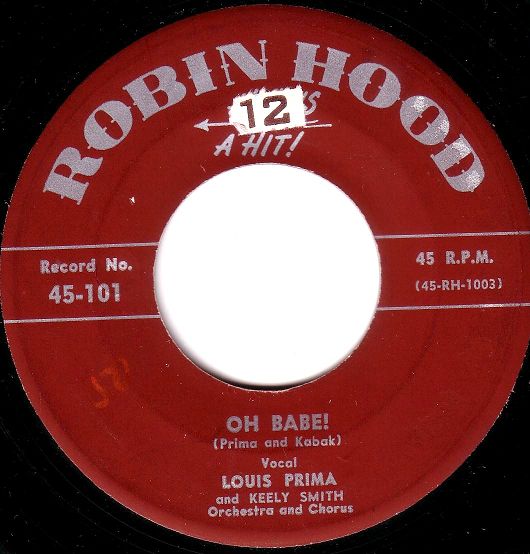 ROBIN HOOD
12
A HIT!
Record No.
45-101
45 R.P.M.
(45-RH-1003)
OH BABE!
(Prima and Kabak)
Vocal
LOUIS PRIMA
and KEELY SMITH
Orchestra and Chorus